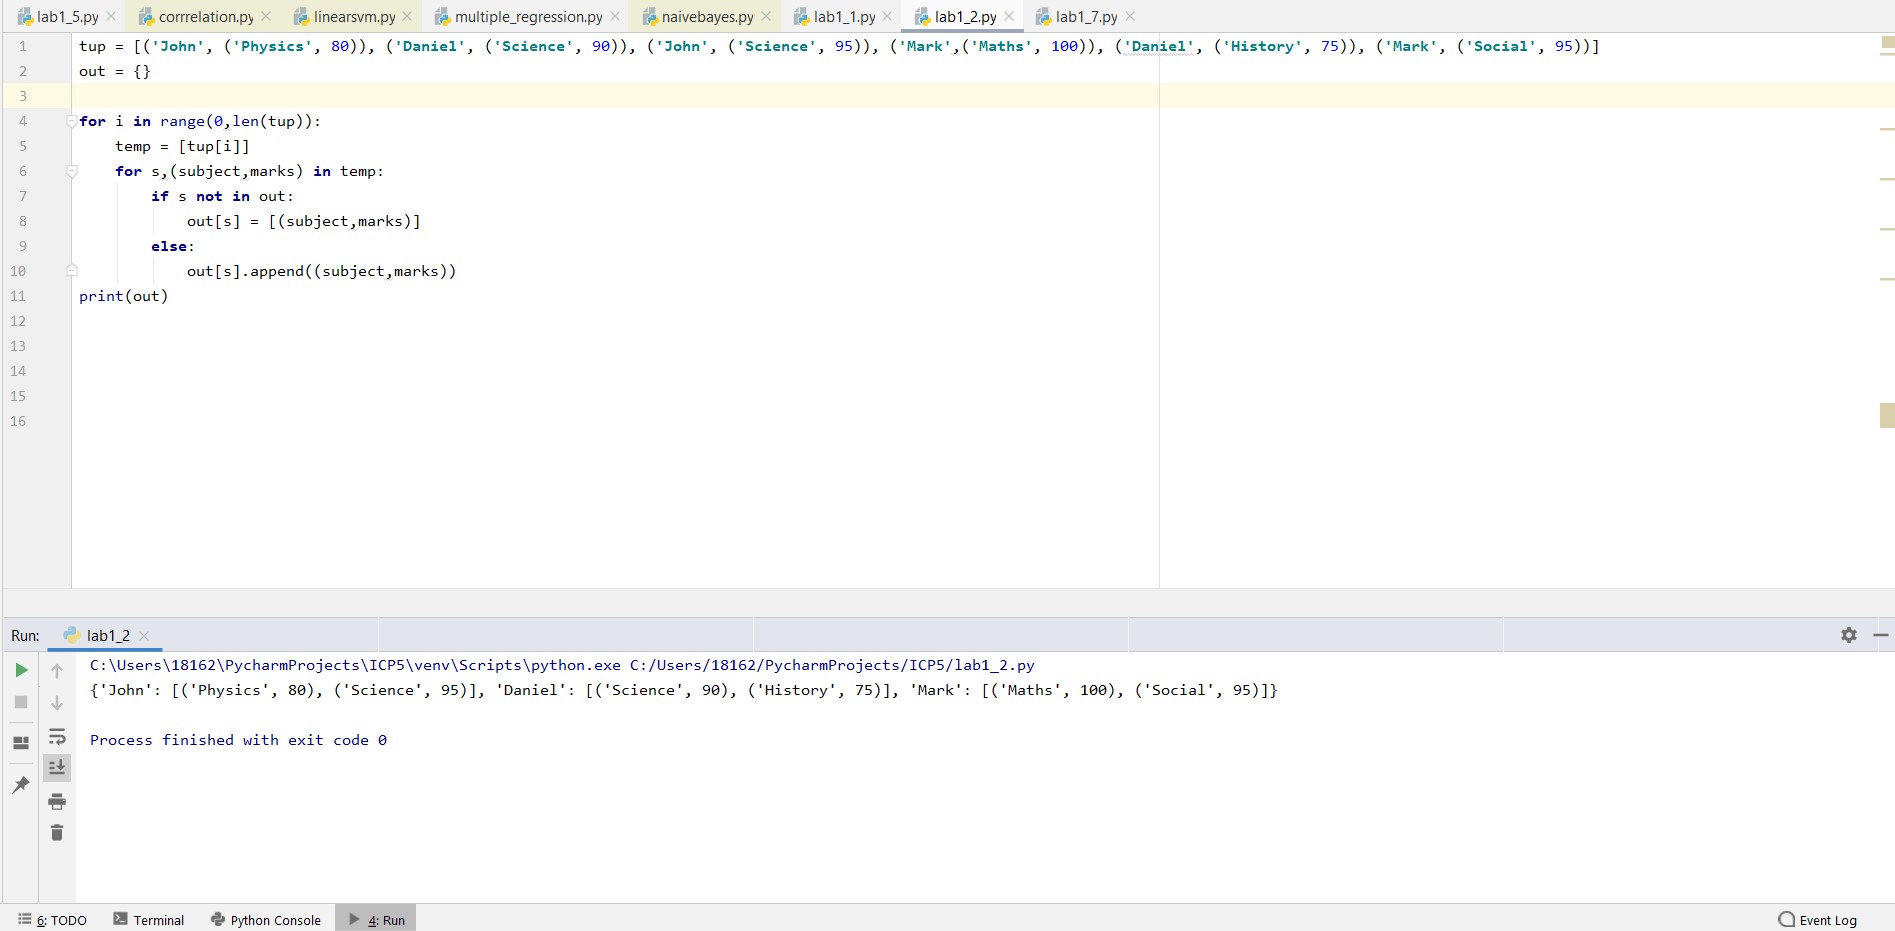 lab1_5.py corrrelation.py linearsvm.py multiple_regression.py naivebayes.py lab1_1.py lab1_2.py lab1_7.py
1 tup = [('John', ('Physics', 80)), ('Daniel', ('Science', 90)), ('John', ('Science', 95)), ('Mark',('Maths', 100)), ('Daniel', ('History', 75)), ('Mark', ('Social', 95))]
2 out = {}
3
4 for i in range(0,len(tup)):
5     temp = [tup[i]]
6     for s,(subject,marks) in temp:
7         if s not in out:
8             out[s] = [(subject,marks)]
9         else:
10             out[s].append((subject,marks))
11 print(out)
12
13
14
15
16
Run: lab1_2
C:\Users\18162\PycharmProjects\ICP5\venv\Scripts\python.exe C:/Users/18162/PycharmProjects/ICP5/lab1_2.py
{'John': [('Physics', 80), ('Science', 95)], 'Daniel': [('Science', 90), ('History', 75)], 'Mark': [('Maths', 100), ('Social', 95)]}
Process finished with exit code 0
6: TODO Terminal Python Console 4: Run Event Log